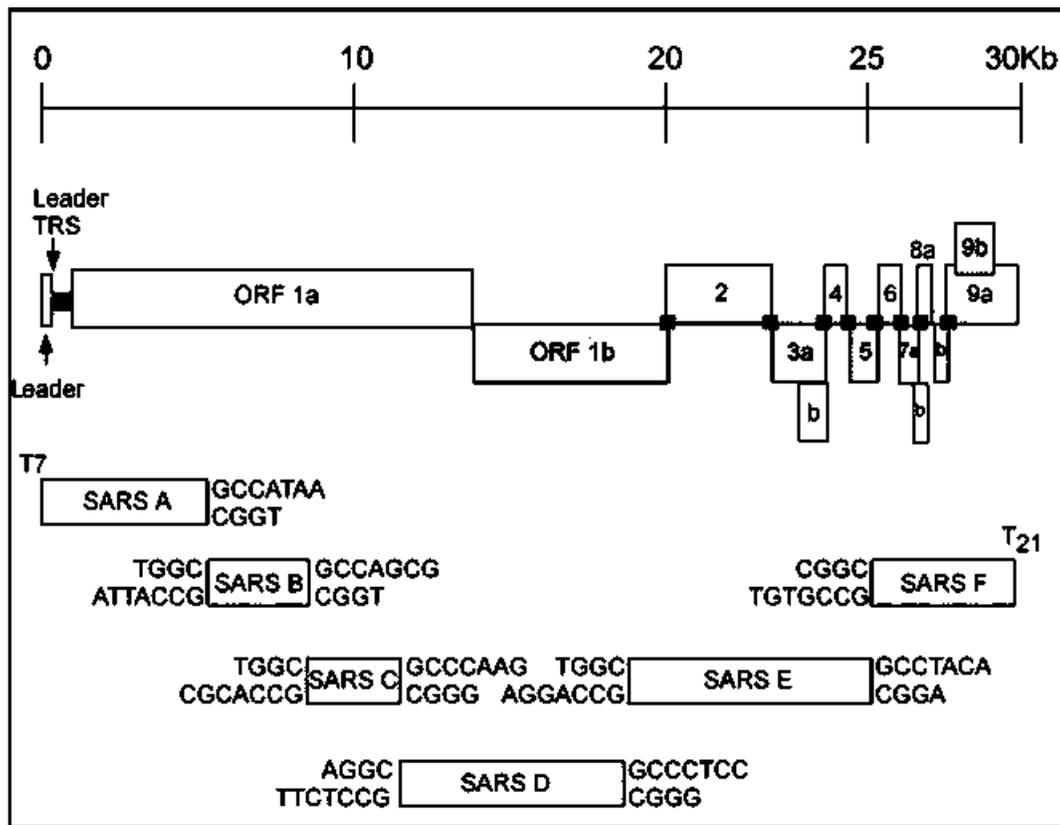 0 10 20 25 30Kb
Leader
TRS
Leader
ORF 1a
ORF 1b
2
3a
b
4
5
6
7a
b
8a
b
9b
9a
T7
SARS A
GCCATAA
CGGT
TGGC
ATTACCG
SARS B
GCCAGCG
CGGT
CGGC
TGTGCCG
SARS F
T21
TGGC
CGCACCG
SARS C
GCCCAAG
CGGG
TGGC
AGGACCG
SARS E
GCCTACA
CGGA
AGGC
TTCTCCG
SARS D
GCCCTCC
CGGG